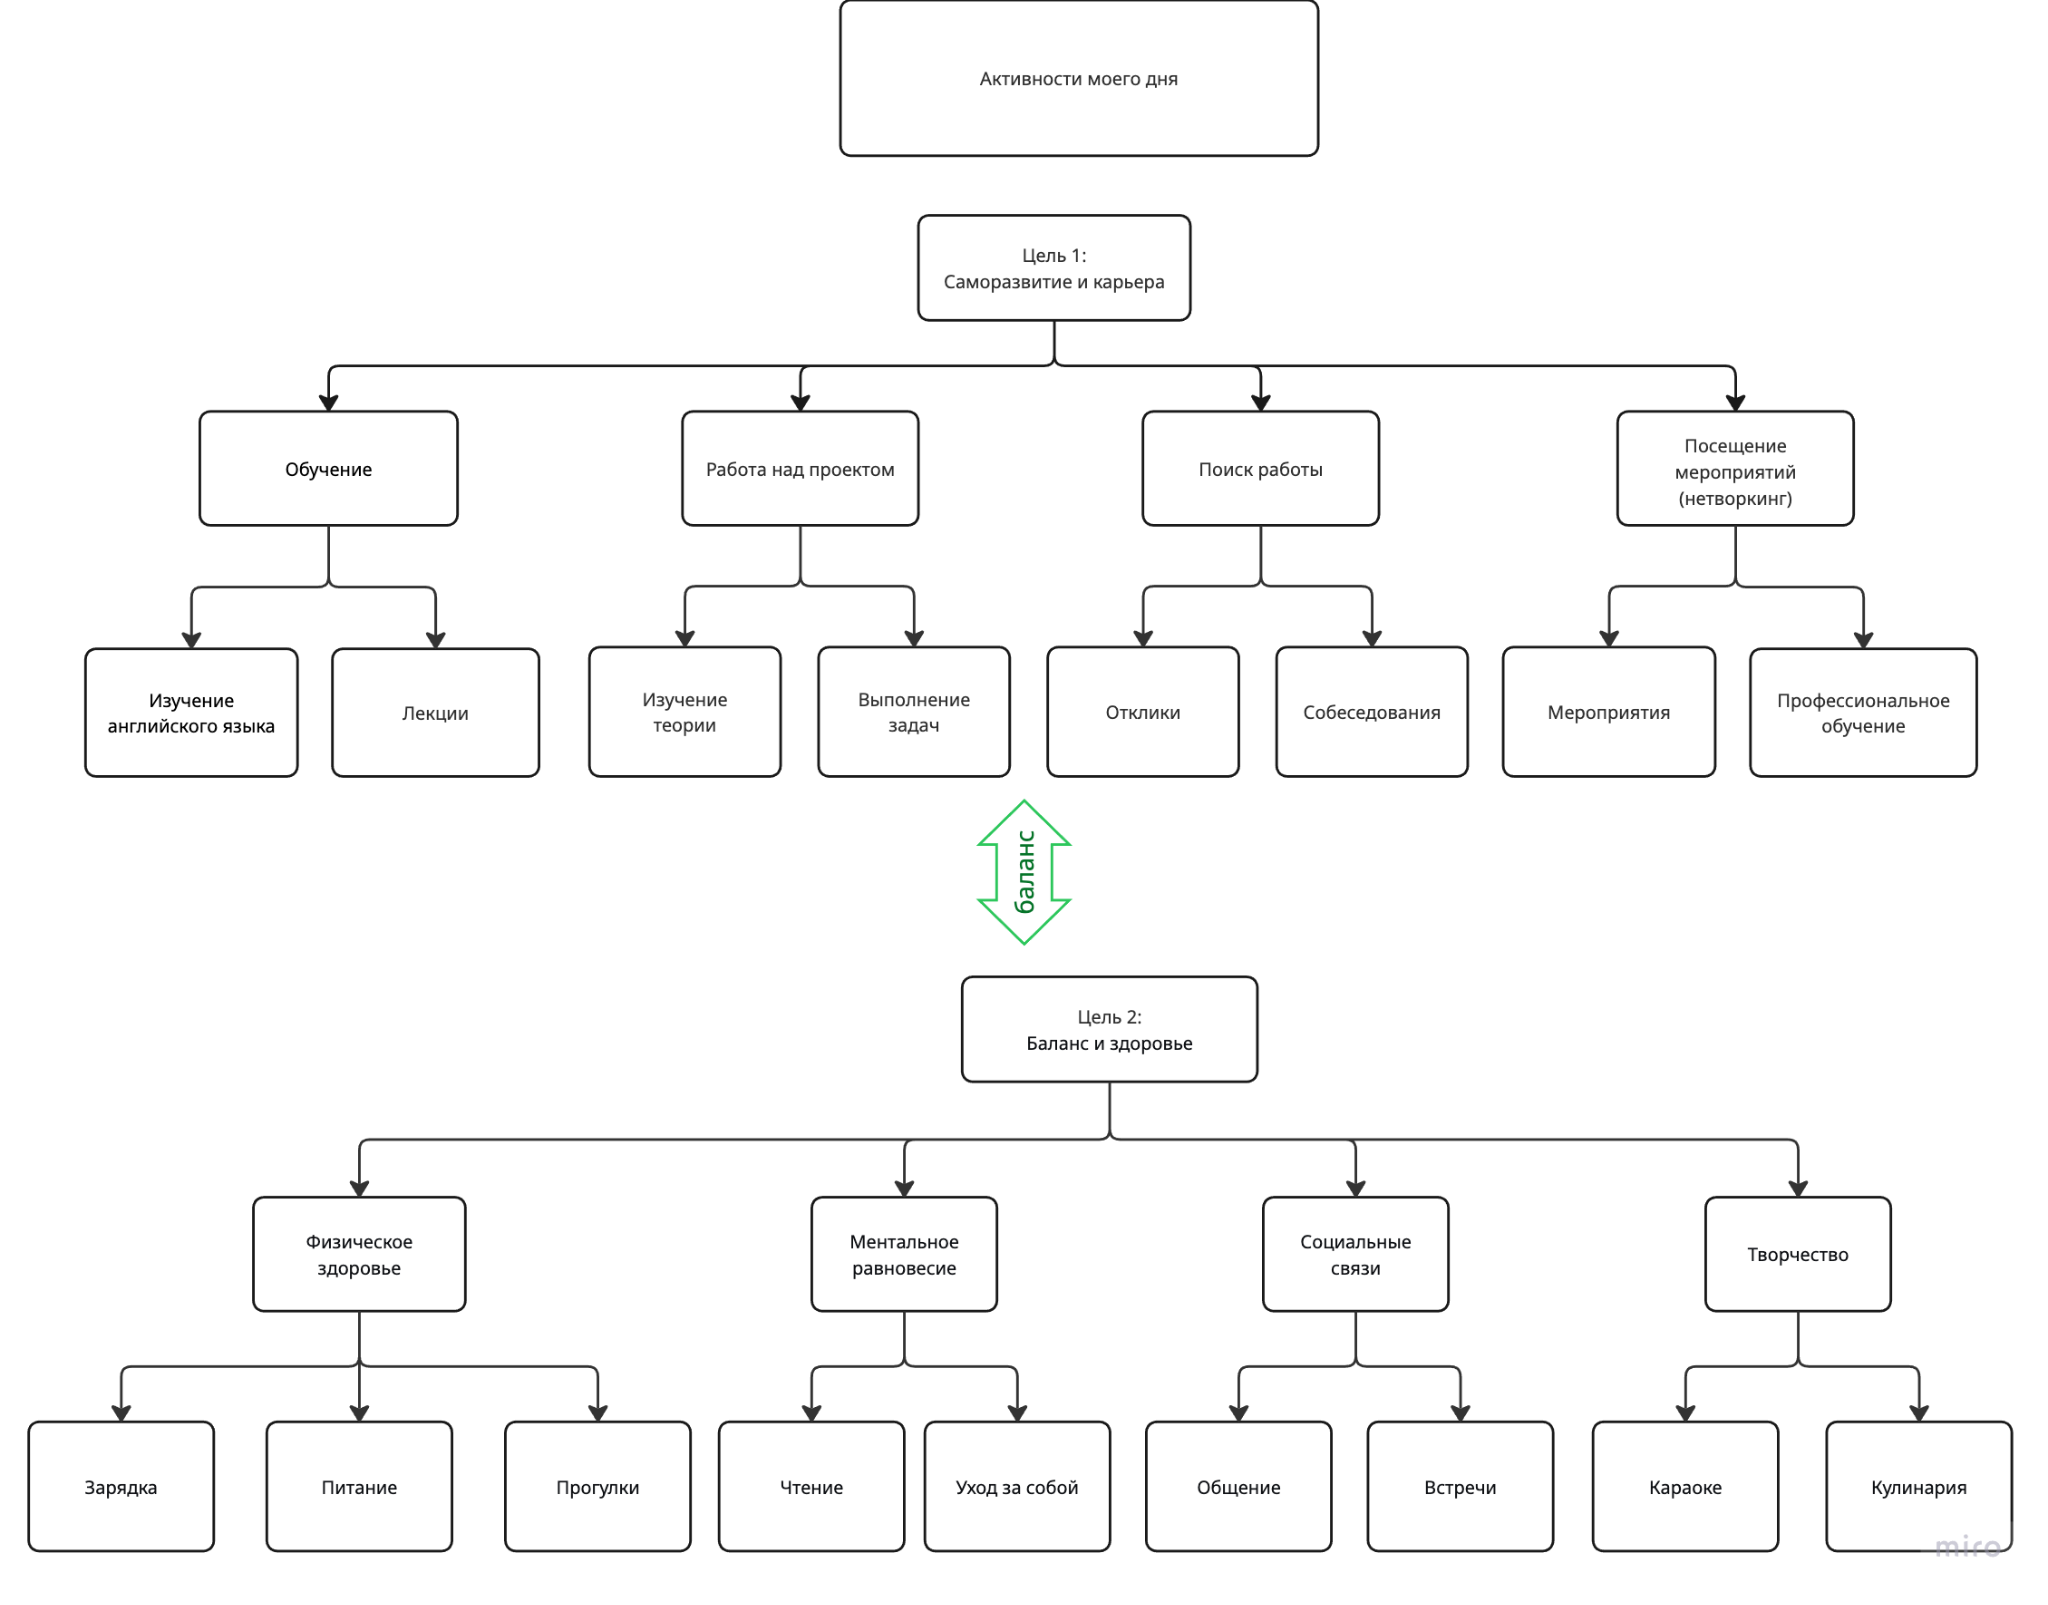 Активности моего дня
Цель 1:
Саморазвитие и карьера
Обучение
Работа над проектом
Поиск работы
Посещение
мероприятий
(нетворкинг)
Изучение
английского языка
Лекции
Изучение
теории
Выполнение
задач
Отклики
Собеседования
Мероприятия
Профессиональное
обучение
баланс
Цель 2:
Баланс и здоровье
Физическое
здоровье
Ментальное
равновесие
Социальные
связи
Творчество
Зарядка
Питание
Прогулки
Чтение
Уход за собой
Общение
Встречи
Караоке
Кулинария
miro